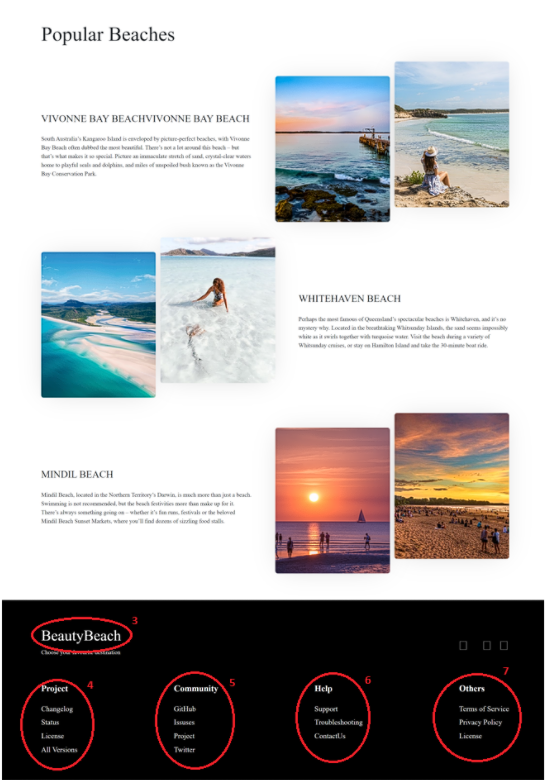 Popular Beaches
VIVONNE BAY BEACHVIVONNE BAY BEACH
South Australia's Kangaroo Island is enveloped by picture-perfect beaches, with Vivonne
Bay Beach often dubbed the most beautiful. There's not a lot around this beach – but
that's what makes it so special. Picture an immaculate stretch of sand, crystal-clear waters
home to playful seals and dolphins, and miles of unspoiled bush known as the Vivonne
Bay Conservation Park.
WHITEHAVEN BEACH
Perhaps the most famous of Queensland's spectacular beaches is Whitehaven, and it's no
mystery why. Located in the breathtaking Whitsunday Islands, the sand seems impossibly
white as it swirls together with turquoise water. Visit the beach during a variety of
Whitsunday cruises, or stay on Hamilton Island and take the 30-minute boat ride.
MINDIL BEACH
Mindil Beach, located in the Northern Territory's Darwin, is much more than just a beach.
Swimming is not recommended, but the beach festivities more than make up for it.
There's always something going on – whether it's fun runs, festivals or the beloved
Mindil Beach Sunset Markets, where you'll find dozens of sizzling food stalls.
3
BeautyBeach
Choose your favourite destination
4
Project
Changelog
Status
License
All Versions
5
Community
GitHub
Issuses
Project
Twitter
6
Help
Support
Troubleshooting
ContactUs
7
Others
Terms of Service
Privacy Policy
License